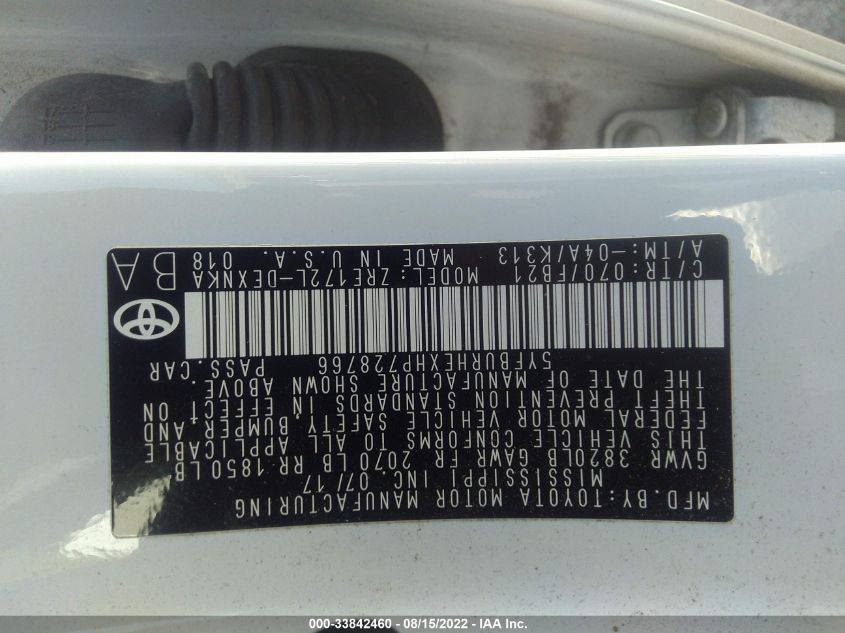 MFD.BY:TOYOTA MOTOR MANUFACTURING
MISSISSIPPI INC.07/17
GVWR 3820LB GAWR FR 2070 LB RR 1850LB
THIS VEHICLE CONFORMS TO ALL APPLICABLE
FEDERAL MOTOR VEHICLE SAFETY,BUMPER,AND
THEFT PREVENTION STANDARDS IN EFFECT ON
THE DATE OF MANUFACTURE SHOWN ABOVE.
5YFBURHEXHP728766 PASS.CAR
C/TR:070/FB21 MODEL:ZRE172L-DEXNKA
A/TM:-04A/K313 MADE IN U.S.A. 018
BA
000-33842460 - 08/15/2022 - IAA Inc.